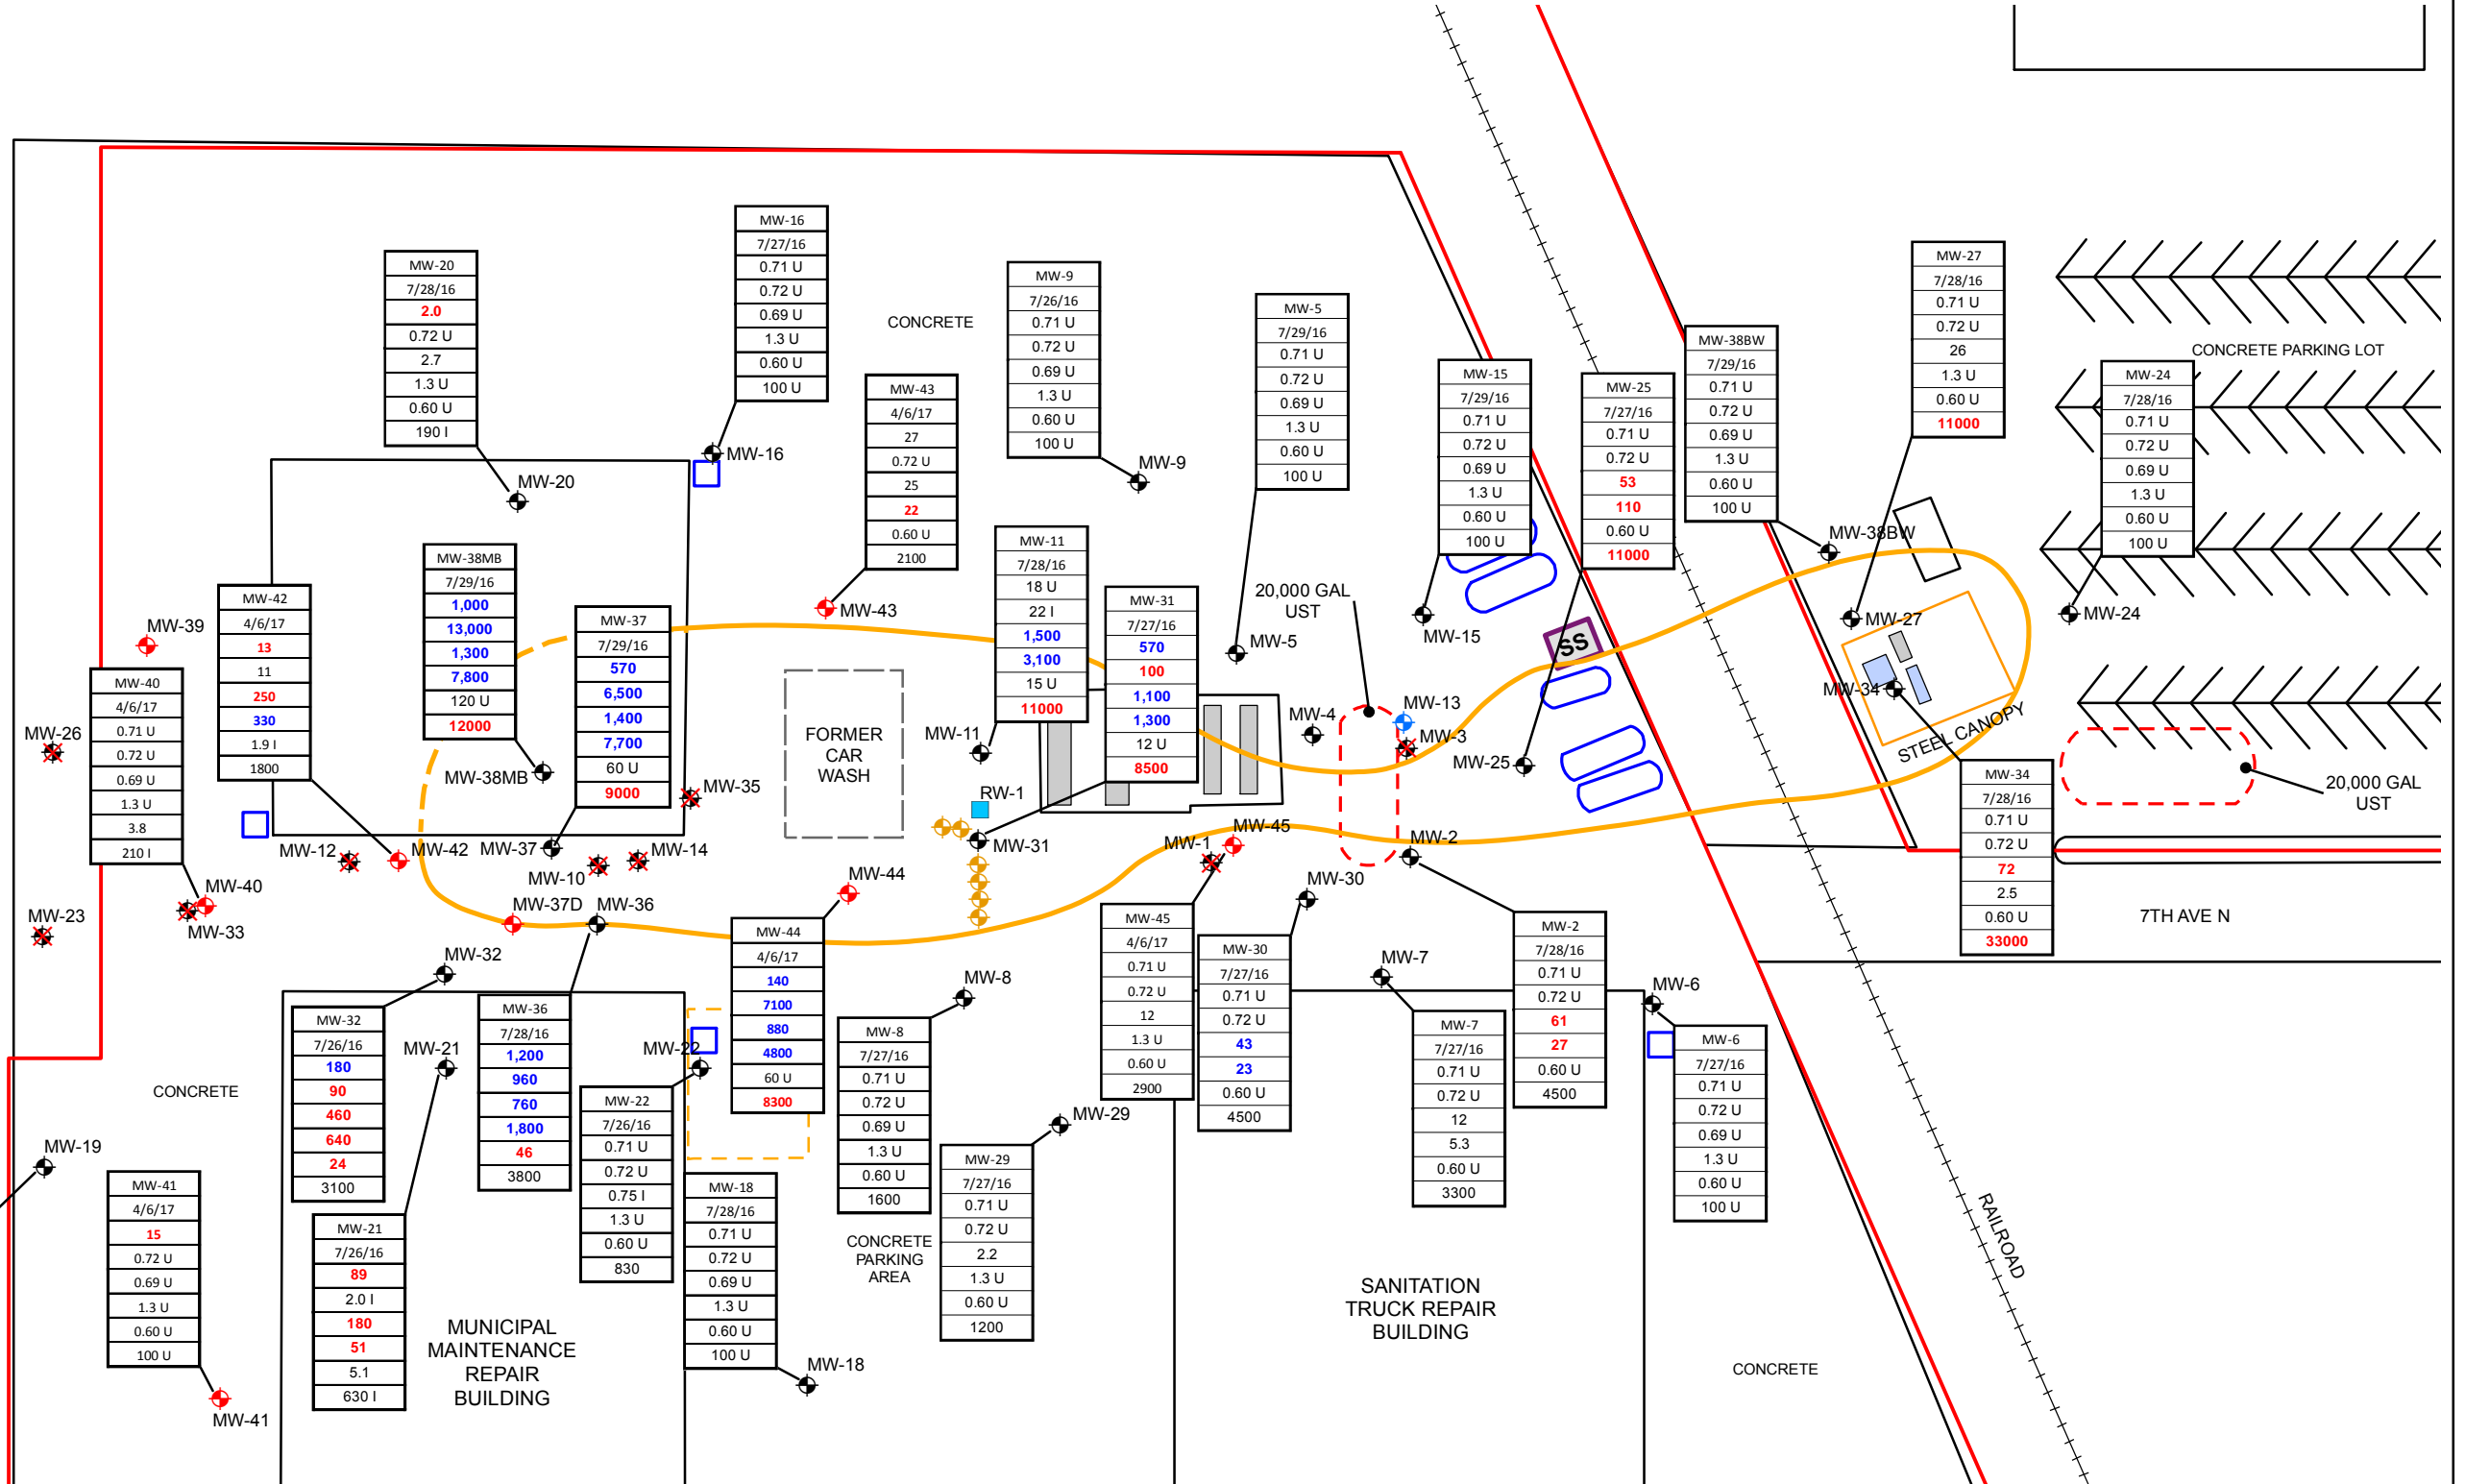 MW-16
7/27/16
0.71 U
0.72 U
0.69 U
1.3 U
0.60 U
100 U
MW-20
7/28/16
2.0
0.72 U
2.7
1.3 U
0.60 U
190 I
MW-9
7/26/16
0.71 U
0.72 U
0.69 U
1.3 U
0.60 U
100 U
MW-5
7/29/16
0.71 U
0.72 U
0.69 U
1.3 U
0.60 U
100 U
MW-27
7/28/16
0.71 U
0.72 U
26
1.3 U
0.60 U
11000
CONCRETE
MW-43
4/6/17
27
0.72 U
25
22
0.60 U
2100
MW-15
7/29/16
0.71 U
0.72 U
0.69 U
1.3 U
0.60 U
100 U
MW-25
7/27/16
0.71 U
0.72 U
53
110
0.60 U
11000
MW-38BW
7/29/16
0.71 U
0.72 U
0.69 U
1.3 U
0.60 U
100 U
CONCRETE PARKING LOT
MW-24
7/28/16
0.71 U
0.72 U
0.69 U
1.3 U
0.60 U
100 U
MW-16
MW-20
MW-9
MW-38BW
MW-38MB
7/29/16
1,000
13,000
1,300
7,800
120 U
12000
MW-11
7/28/16
18 U
22 I
1,500
3,100
15 U
11000
MW-42
4/6/17
13
11
250
330
1.9 I
1800
MW-37
7/29/16
570
6,500
1,400
7,700
60 U
9000
MW-31
7/27/16
570
100
1,100
1,300
12 U
8500
20,000 GAL
UST
MW-39
MW-43
MW-5
MW-15
SS
MW-27
MW-24
MW-40
4/6/17
0.71 U
0.72 U
0.69 U
1.3 U
3.8
210 I
MW-26
FORMER
CAR
WASH
MW-11
MW-4
MW-13
MW-3
MW-34
STEEL CANOPY
MW-38MB
MW-35
RW-1
MW-25
MW-34
7/28/16
0.71 U
0.72 U
72
2.5
0.60 U
33000
20,000 GAL
UST
MW-12
MW-42
MW-37
MW-10
MW-14
MW-31
MW-1
MW-45
MW-2
MW-40
MW-33
MW-23
MW-37D
MW-36
MW-44
MW-30
7TH AVE N
MW-32
MW-44
4/6/17
140
7100
880
4800
60 U
8300
MW-8
MW-45
4/6/17
0.71 U
0.72 U
12
1.3 U
0.60 U
2900
MW-30
7/27/16
0.71 U
0.72 U
43
23
0.60 U
4500
MW-7
MW-2
7/28/16
0.71 U
0.72 U
61
27
0.60 U
4500
MW-6
MW-32
7/26/16
180
90
460
640
24
3100
MW-21
MW-36
7/28/16
1,200
960
760
1,800
46
3800
MW-22
MW-22
7/26/16
0.71 U
0.72 U
0.75 I
1.3 U
0.60 U
830
MW-8
7/27/16
0.71 U
0.72 U
0.69 U
1.3 U
0.60 U
1600
MW-7
7/27/16
0.71 U
0.72 U
12
5.3
0.60 U
3300
MW-6
7/27/16
0.71 U
0.72 U
0.69 U
1.3 U
0.60 U
100 U
CONCRETE
MW-29
MW-29
7/27/16
0.71 U
0.72 U
2.2
1.3 U
0.60 U
1200
MW-19
MW-41
4/6/17
15
0.72 U
0.69 U
1.3 U
0.60 U
100 U
MW-21
7/26/16
89
2.0 I
180
51
5.1
630 I
MW-18
7/28/16
0.71 U
0.72 U
0.69 U
1.3 U
0.60 U
100 U
CONCRETE
PARKING
AREA
RAILROAD
MUNICIPAL
MAINTENANCE
REPAIR
BUILDING
SANITATION
TRUCK REPAIR
BUILDING
MW-18
CONCRETE
MW-41